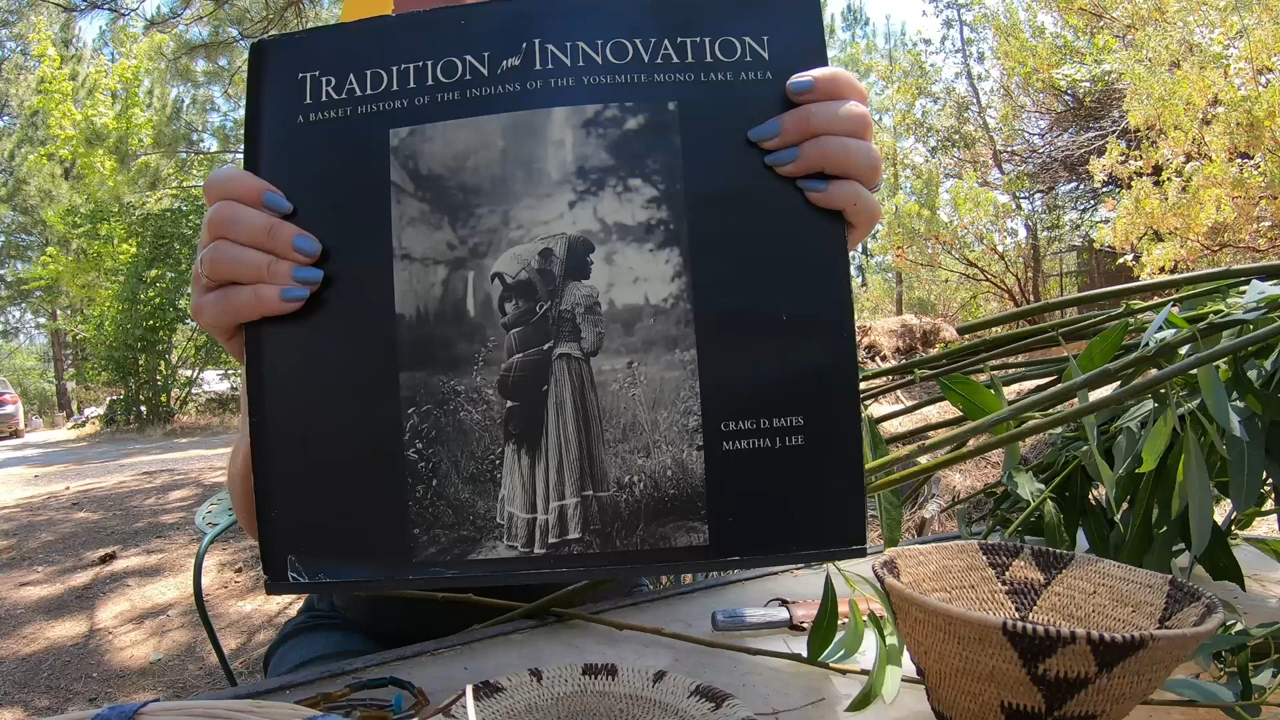 TRADITION and INNOVATION
A BASKET HISTORY OF THE INDIANS OF THE YOSEMITE-MONO LAKE AREA
CRAIG D. BATES
MARTHA J. LEE